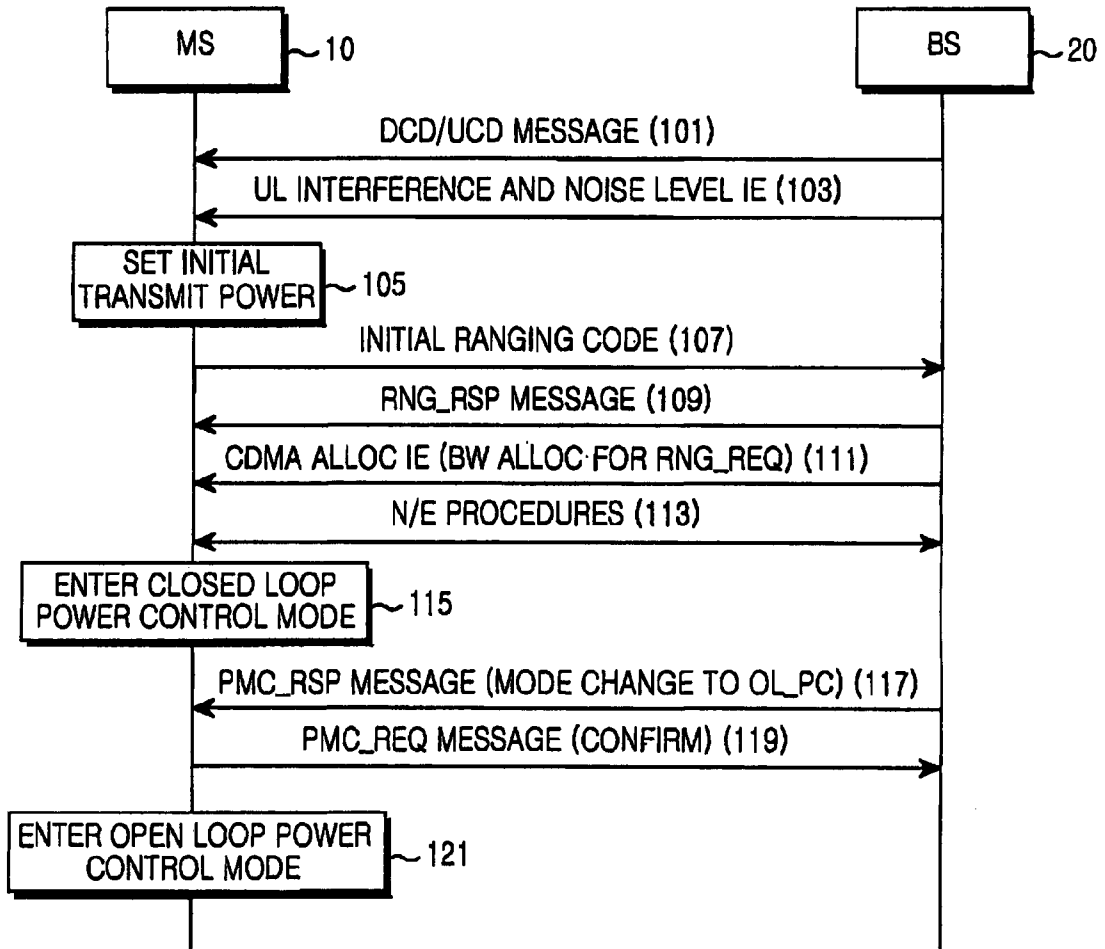 MS
10
BS
20
DCD/UCD MESSAGE (101)
UL INTERFERENCE AND NOISE LEVEL IE (103)
SET INITIAL
TRANSMIT POWER
105
INITIAL RANGING CODE (107)
RNG_RSP MESSAGE (109)
CDMA ALLOC IE (BW ALLOC FOR RNG_REQ) (111)
N/E PROCEDURES (113)
ENTER CLOSED LOOP
POWER CONTROL MODE
115
PMC_RSP MESSAGE (MODE CHANGE TO OL_PC) (117)
PMC_REQ MESSAGE (CONFIRM) (119)
ENTER OPEN LOOP POWER
CONTROL MODE
121